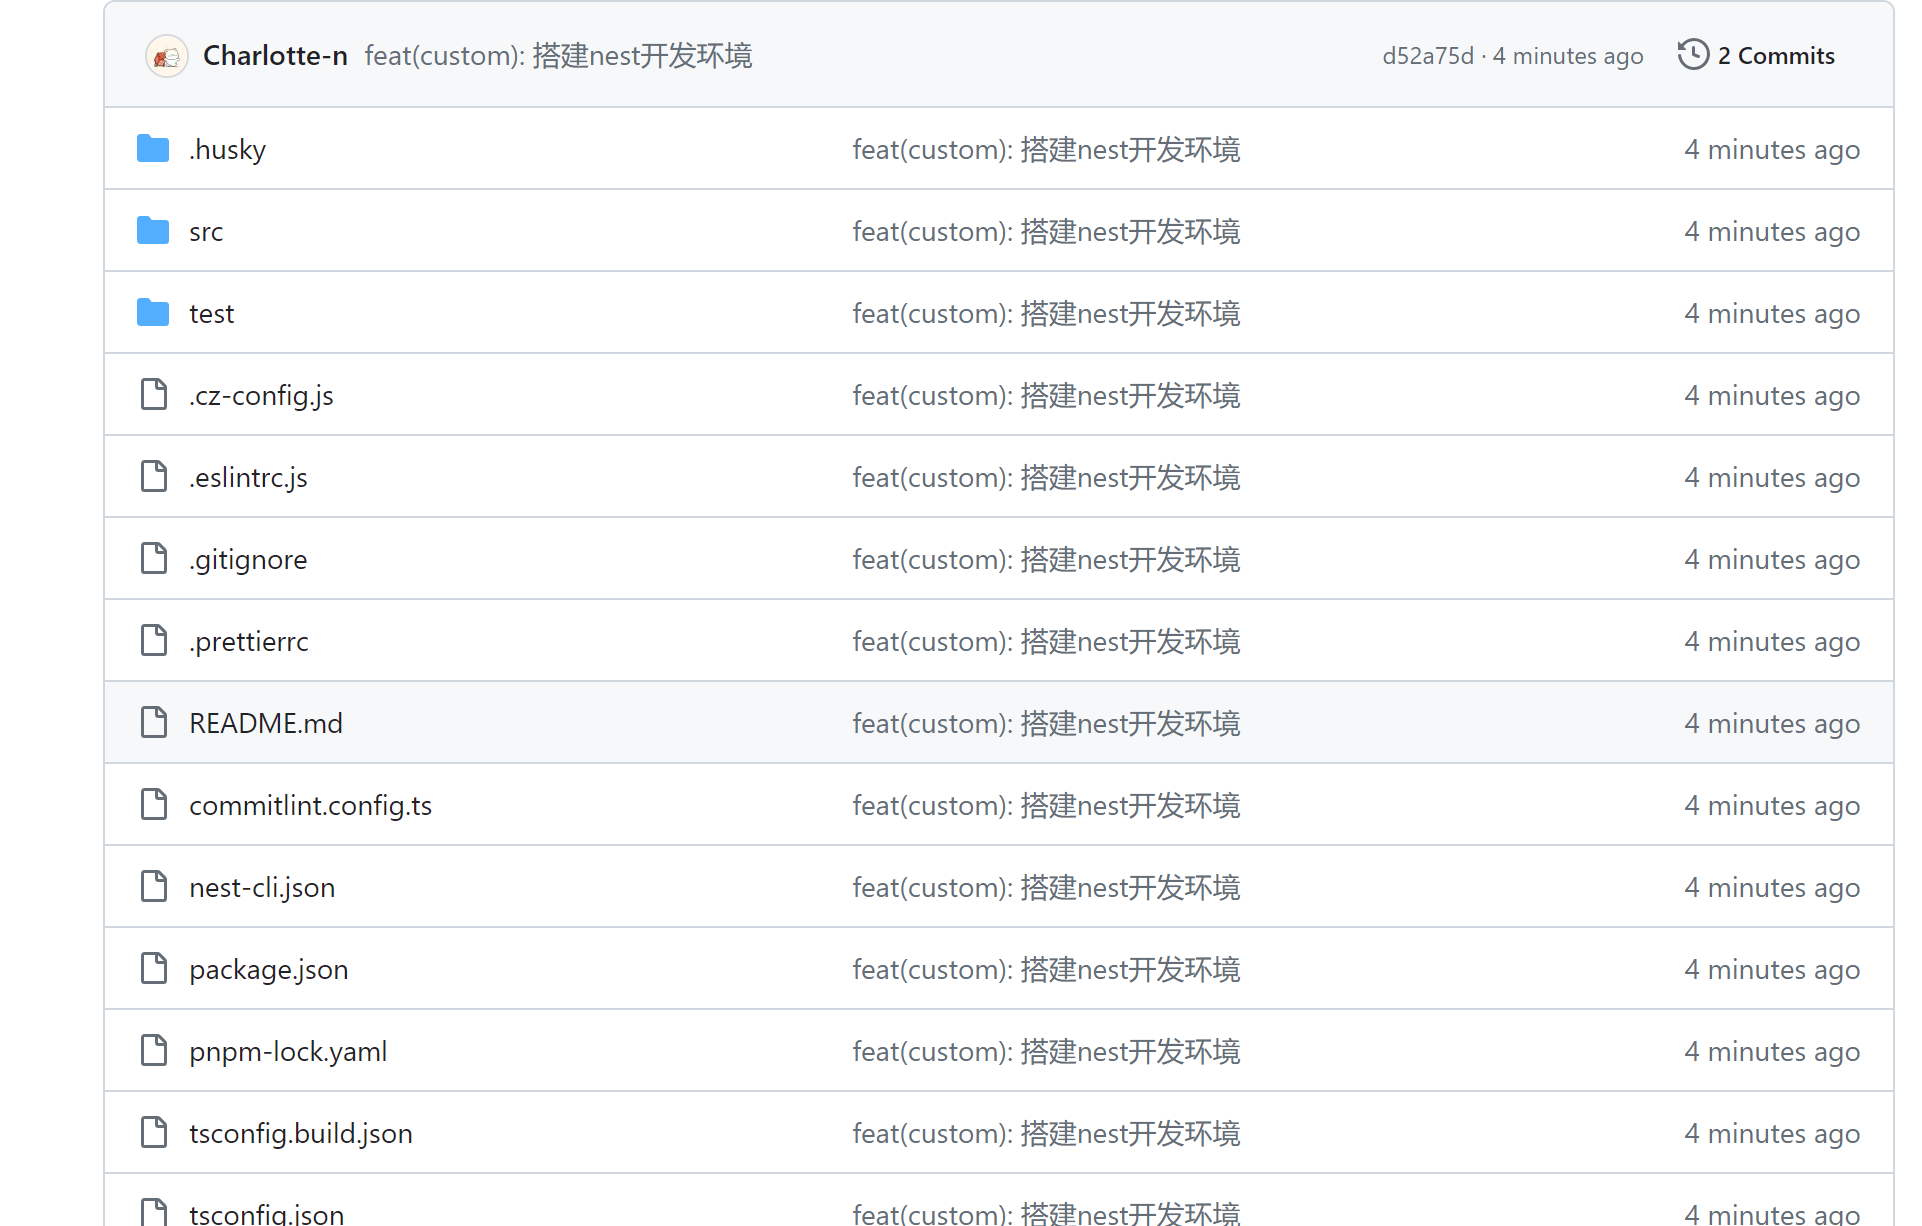 Charlotte-n feat(custom): 搭建nest开发环境 d52a75d · 4 minutes ago 2 Commits
.husky feat(custom): 搭建nest开发环境 4 minutes ago
src feat(custom): 搭建nest开发环境 4 minutes ago
test feat(custom): 搭建nest开发环境 4 minutes ago
.cz-config.js feat(custom): 搭建nest开发环境 4 minutes ago
.eslintrc.js feat(custom): 搭建nest开发环境 4 minutes ago
.gitignore feat(custom): 搭建nest开发环境 4 minutes ago
.prettierrc feat(custom): 搭建nest开发环境 4 minutes ago
README.md feat(custom): 搭建nest开发环境 4 minutes ago
commitlint.config.ts feat(custom): 搭建nest开发环境 4 minutes ago
nest-cli.json feat(custom): 搭建nest开发环境 4 minutes ago
package.json feat(custom): 搭建nest开发环境 4 minutes ago
pnpm-lock.yaml feat(custom): 搭建nest开发环境 4 minutes ago
tsconfig.build.json feat(custom): 搭建nest开发环境 4 minutes ago
tsconfig.json feat(custom): 搭建nest开发环境 4 minutes ago